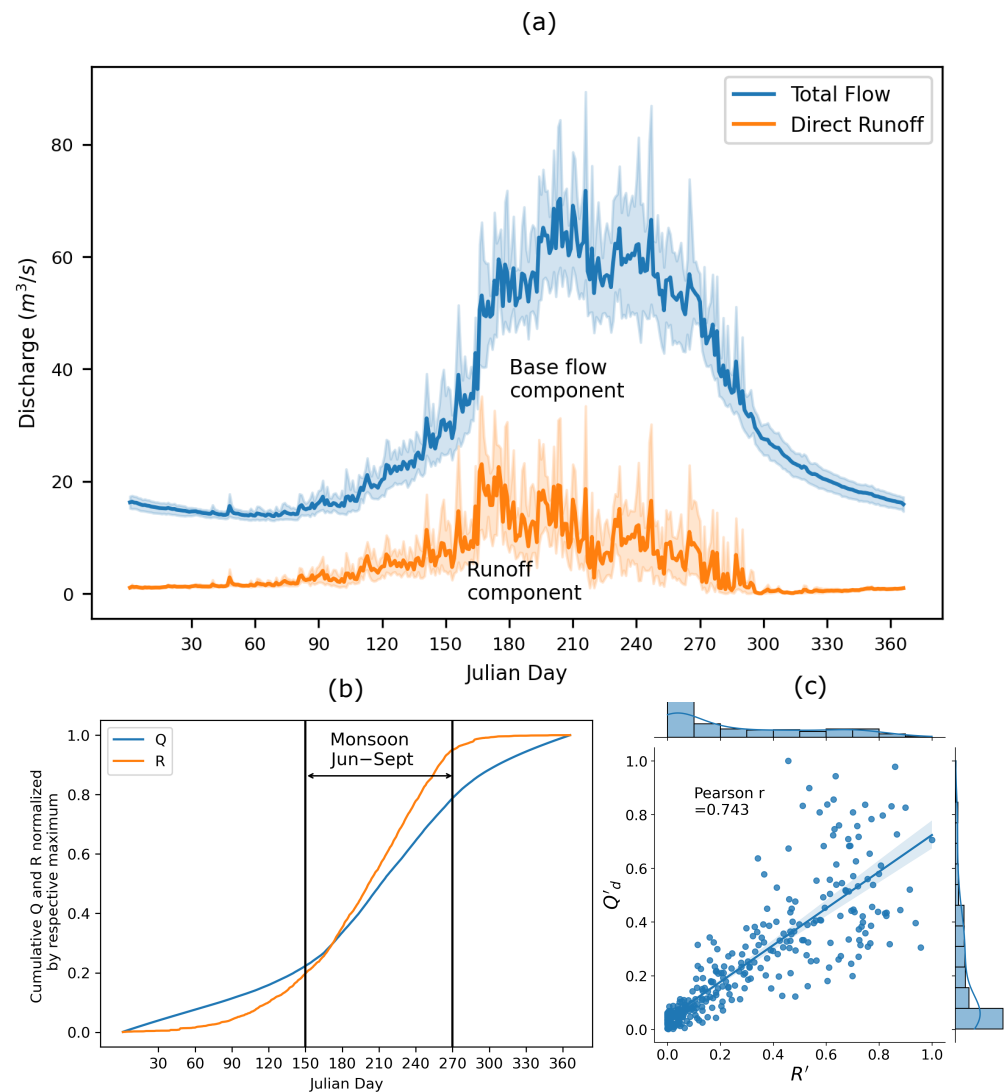 (a)
Total Flow
Direct Runoff
Discharge (m³/s)
80
60
40
20
0
Base flow
component
Runoff
component
30 60 90 120 150 180 210 240 270 300 330 360
Julian Day
(b)
Q
R
Monsoon
Jun−Sept
Cumulative Q and R normalized
by respective maximum
1.0
0.8
0.6
0.4
0.2
0.0
30 60 90 120 150 180 210 240 270 300 330 360
Julian Day
(c)
Pearson r
=0.743
Q′d
1.0
0.8
0.6
0.4
0.2
0.0
0.0 0.2 0.4 0.6 0.8 1.0
R′